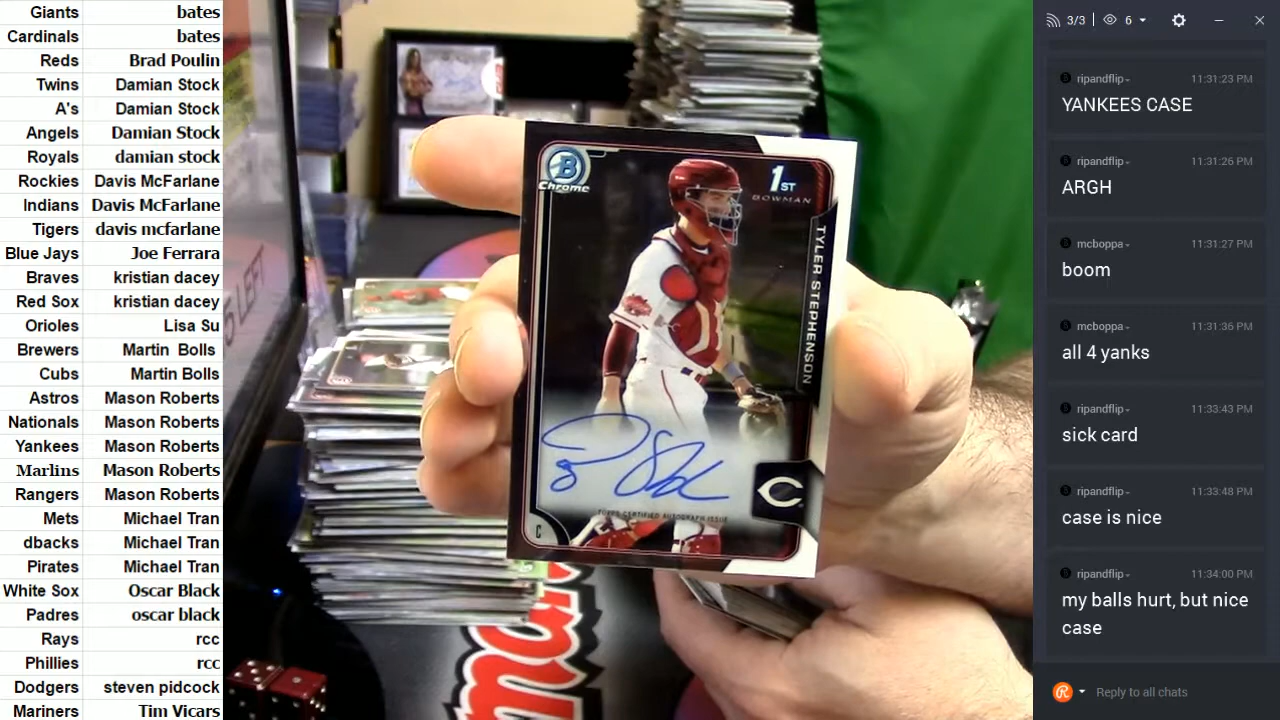 Giants bates
Cardinals bates
Reds Brad Poulin
Twins Damian Stock
A's Damian Stock
Angels Damian Stock
Royals damian stock
Rockies Davis McFarlane
Indians Davis McFarlane
Tigers davis mcfarlane
Blue Jays Joe Ferrara
Braves kristian dacey
Red Sox kristian dacey
Orioles Lisa Su
Brewers Martin Bolls
Cubs Martin Bolls
Astros Mason Roberts
Nationals Mason Roberts
Yankees Mason Roberts
Marlins Mason Roberts
Rangers Mason Roberts
Mets Michael Tran
dbacks Michael Tran
Pirates Michael Tran
White Sox Oscar Black
Padres oscar black
Rays rcc
Phillies rcc
Dodgers steven pidcock
Mariners Tim Vicars
B
Chrome
1ST
BOWMAN
TYLER STEPHENSON
C
TOPPS CERTIFIED AUTOGRAPH ISSUE
C
LEFT
3/3 6
ripandflip 11:31:23 PM
YANKEES CASE
ripandflip 11:31:26 PM
ARGH
mcboppa 11:31:27 PM
boom
mcboppa 11:31:36 PM
all 4 yanks
ripandflip 11:33:43 PM
sick card
ripandflip 11:33:48 PM
case is nice
ripandflip 11:34:00 PM
my balls hurt, but nice
case
Reply to all chats